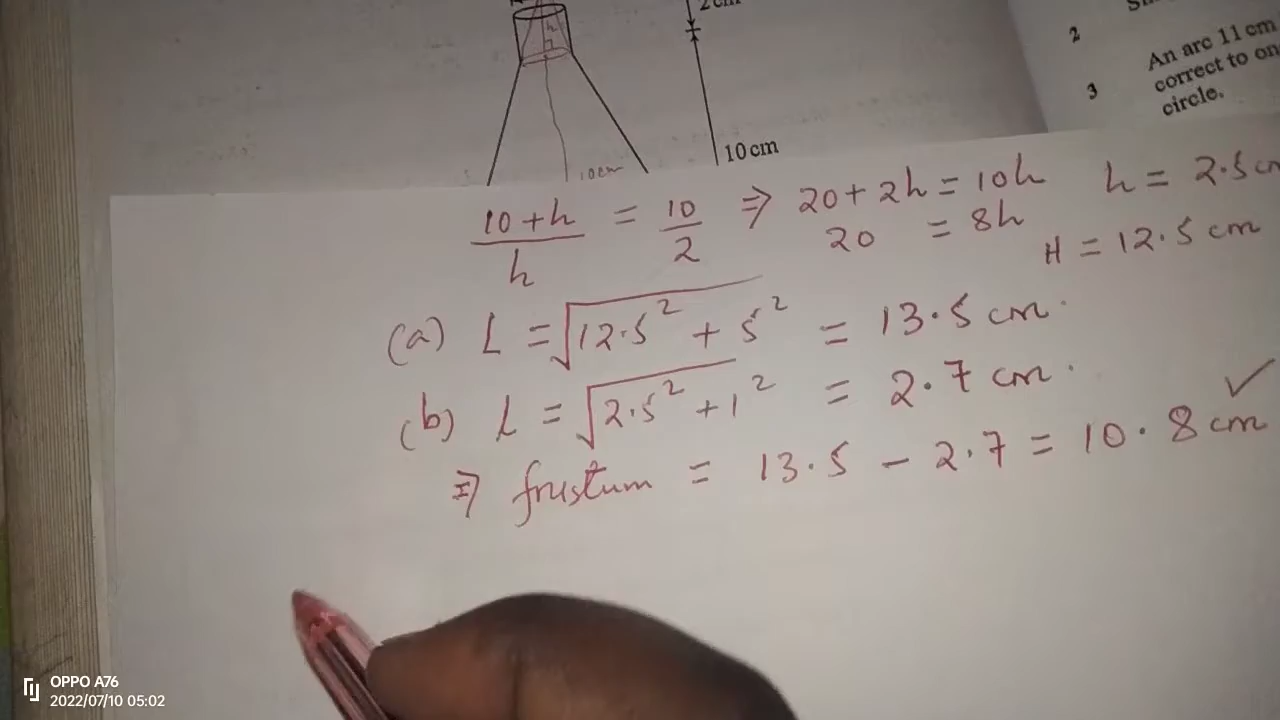 2cm
h
10cm
10cm
2
3
An arc 11 cm
correct to on
circle.
10 + h / h = 10 / 2 ⇒ 20 + 2h = 10h h = 2.5 cm
20 = 8h H = 12.5 cm
(a) L = √12.5² + 5² = 13.5 cm.
(b) L = √2.5² + 1² = 2.7 cm.
⇒ frustum = 13.5 − 2.7 = 10.8 cm ✓
OPPO A76
2022/07/10 05:02